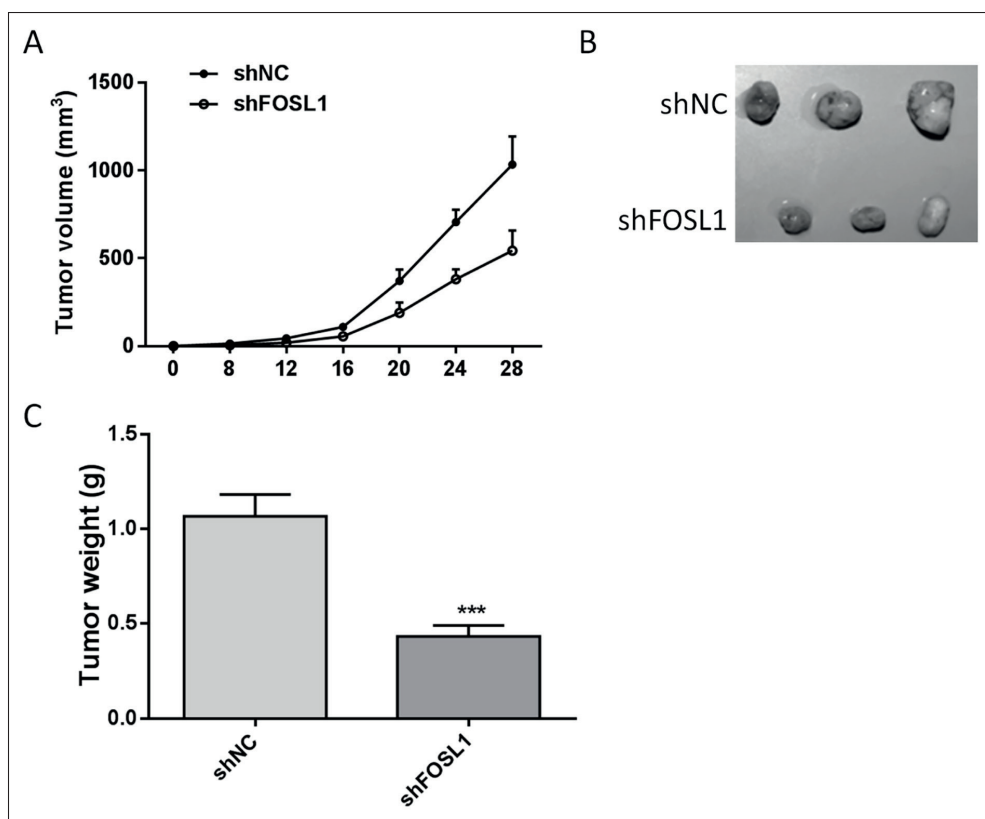 A
B
shNC
shFOSL1
Tumor volume (mm³)
1500
1000
500
0
0 8 12 16 20 24 28
shNC
shFOSL1
C
Tumor weight (g)
1.5
1.0
0.5
0.0
***
shNC
shFOSL1